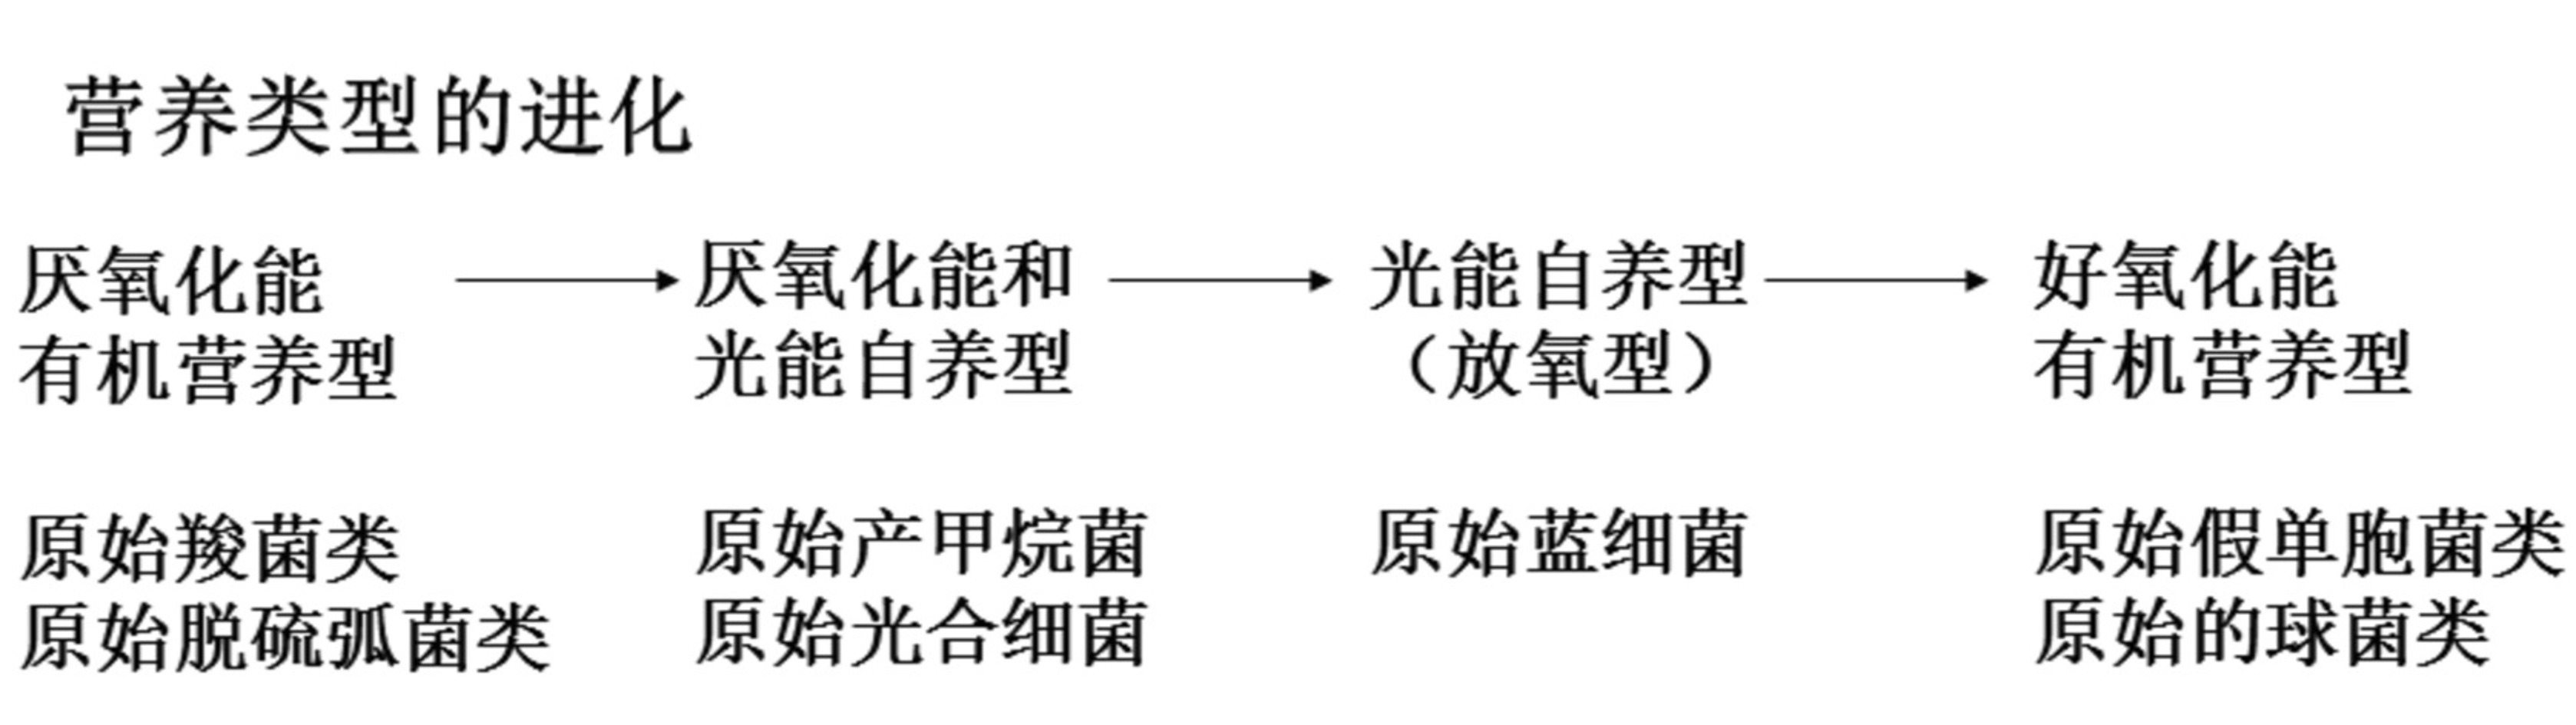 营养类型的进化
厌氧化能
有机营养型
厌氧化能和
光能自养型
光能自养型
（放氧型）
好氧化能
有机营养型
原始羧菌类
原始脱硫弧菌类
原始产甲烷菌
原始光合细菌
原始蓝细菌
原始假单胞菌类
原始的球菌类